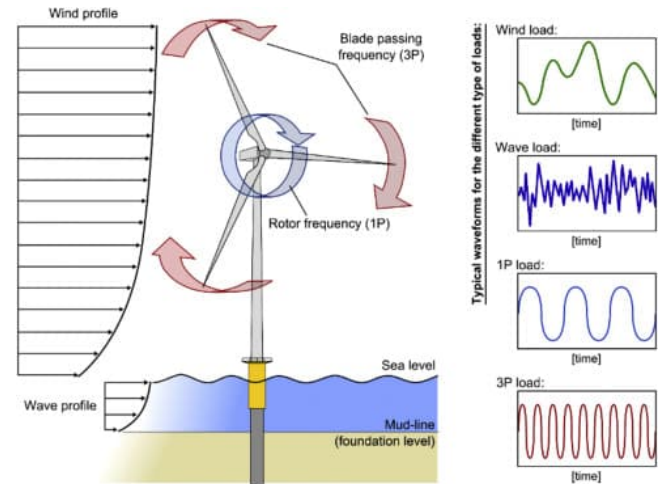 Wind profile
Blade passing
frequency (3P)
Rotor frequency (1P)
Sea level
Wave profile
Mud-line
(foundation level)
Typical waveforms for the different type of loads:
Wind load:
[time]
Wave load:
[time]
1P load:
[time]
3P load:
[time]